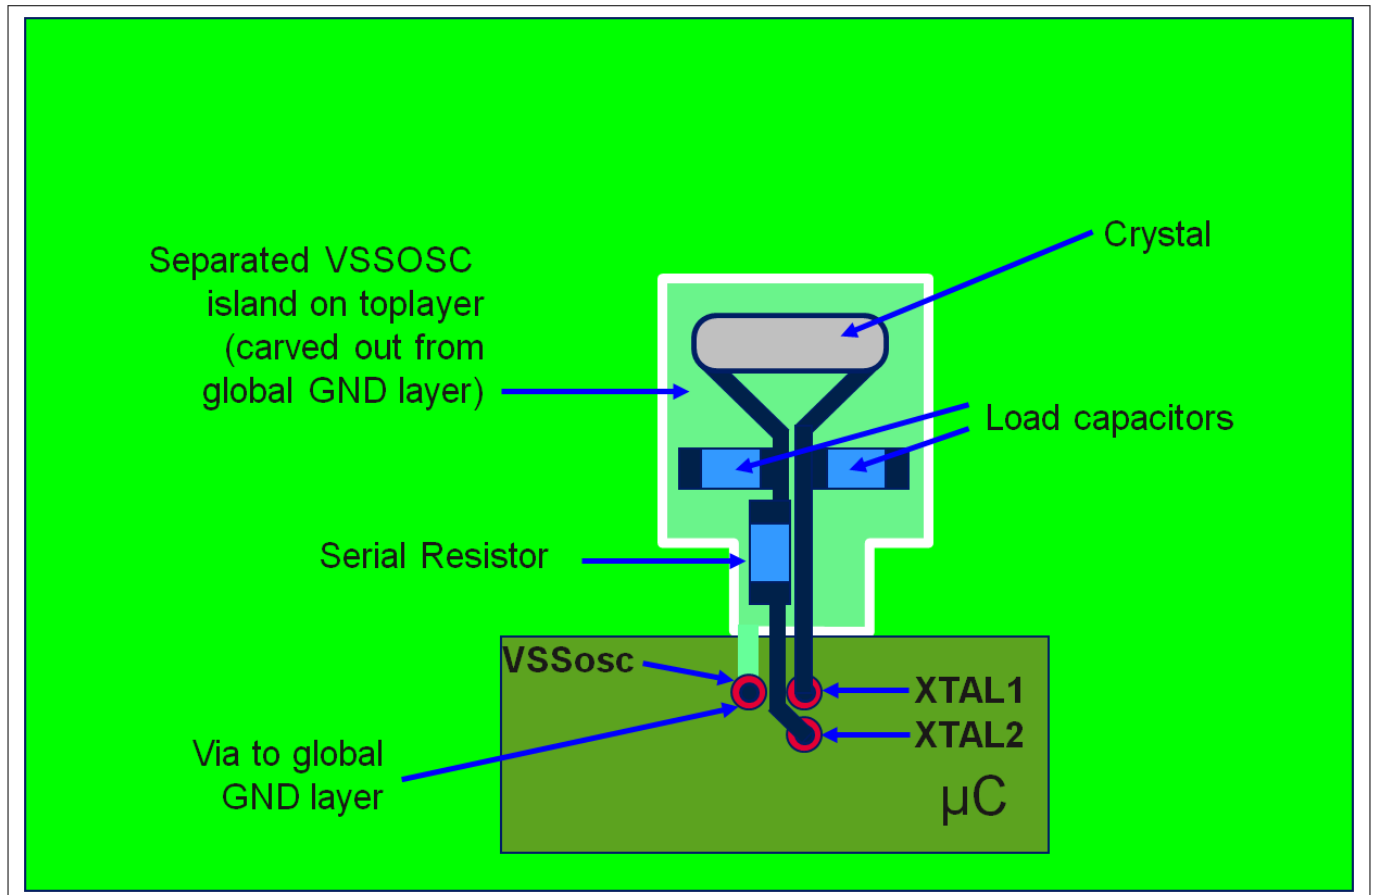 Crystal
Separated VSSOSC
island on toplayer
(carved out from
global GND layer)
Load capacitors
Serial Resistor
VSSosc
XTAL1
XTAL2
Via to global
GND layer
µC